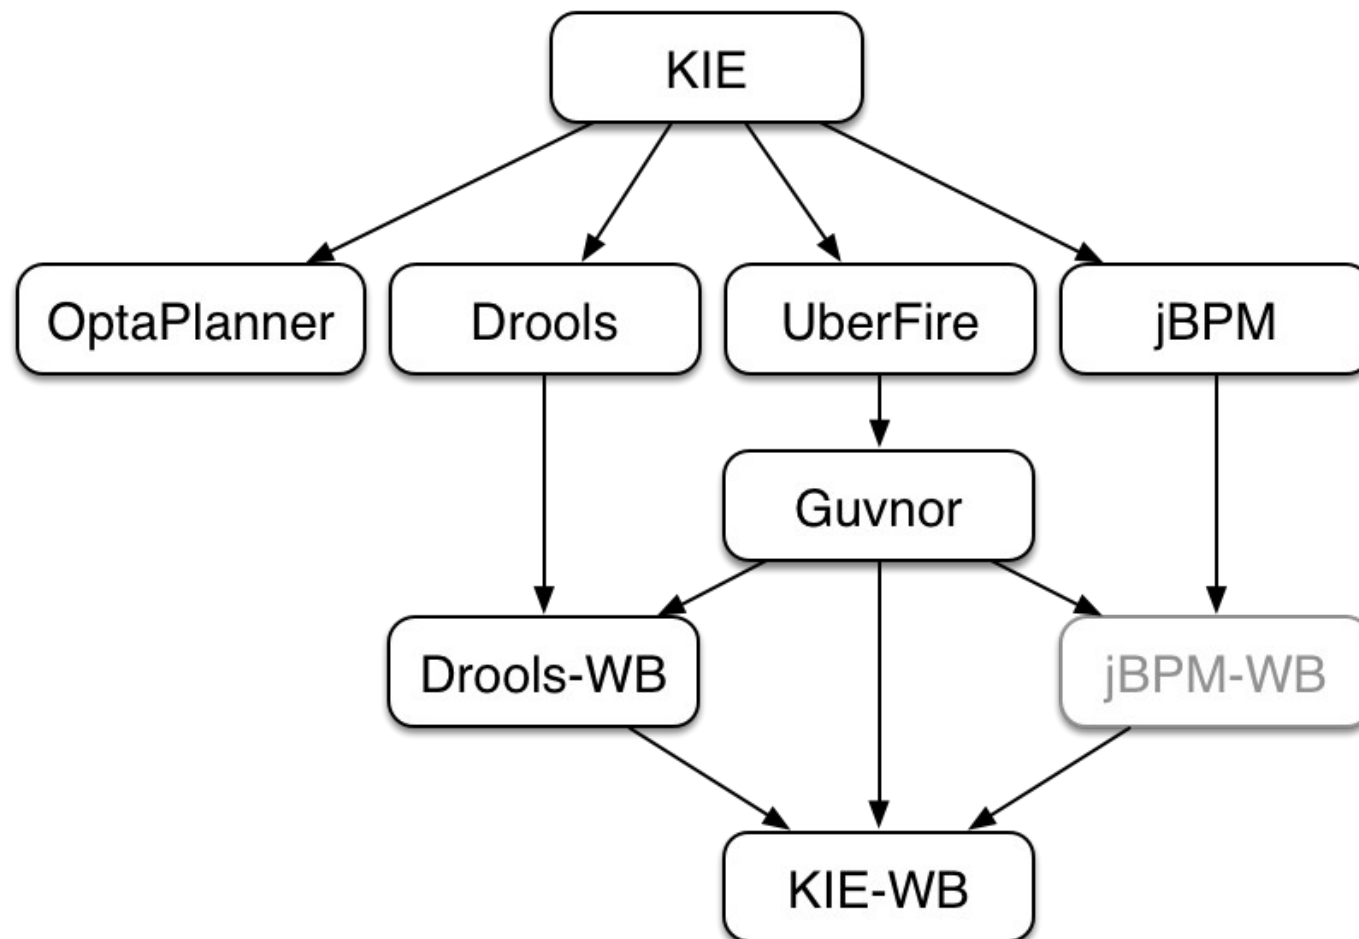 KIE
OptaPlanner
Drools
UberFire
jBPM
Guvnor
Drools-WB
jBPM-WB
KIE-WB